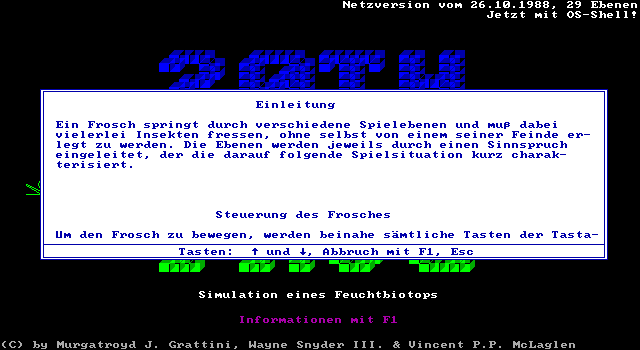 Netzversion vom 26.10.1988, 29 Ebenen
Jetzt mit OS-Shell!
Einleitung
Ein Frosch springt durch verschiedene Spielebenen und muß dabei
vielerlei Insekten fressen, ohne selbst von einem seiner Feinde er-
legt zu werden. Die Ebenen werden jeweils durch einen Sinnspruch
eingeleitet, der die darauf folgende Spielsituation kurz charak-
terisiert.
Steuerung des Frosches
Um den Frosch zu bewegen, werden beinahe sämtliche Tasten der Tasta-
Tasten: ↑ und ↓, Abbruch mit F1, Esc
Simulation eines Feuchtbiotops
Informationen mit F1
(C) by Murgatroyd J. Grattini, Wayne Snyder III. & Vincent P.P. McLaglen